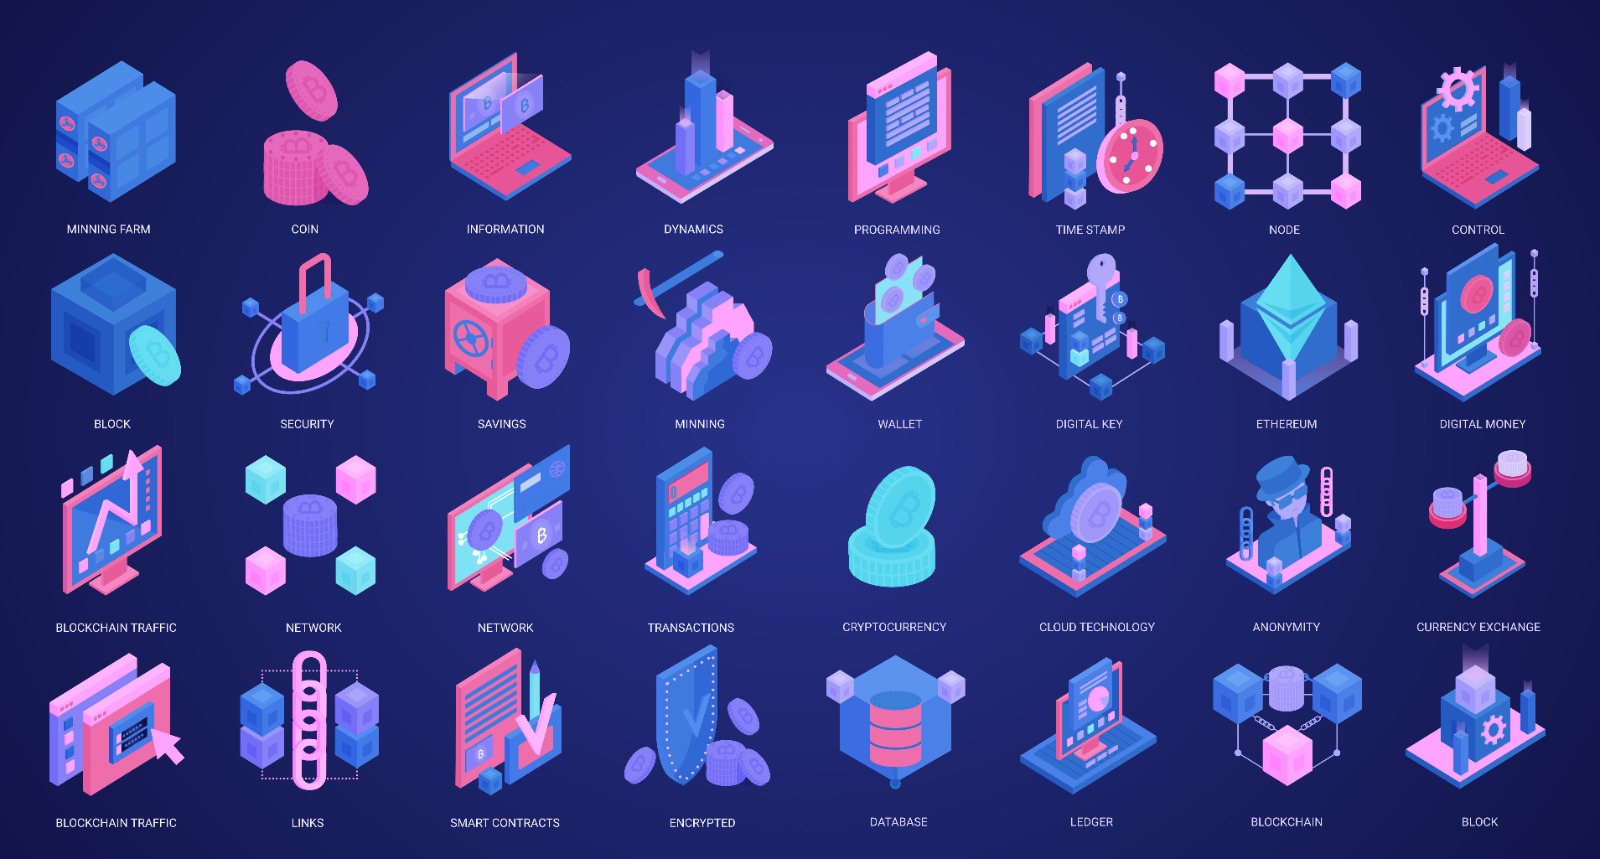 MINNING FARM
COIN
INFORMATION
DYNAMICS
PROGRAMMING
TIME STAMP
NODE
CONTROL
BLOCK
SECURITY
SAVINGS
MINNING
WALLET
DIGITAL KEY
ETHEREUM
DIGITAL MONEY
BLOCKCHAIN TRAFFIC
NETWORK
NETWORK
TRANSACTIONS
CRYPTOCURRENCY
CLOUD TECHNOLOGY
ANONYMITY
CURRENCY EXCHANGE
BLOCKCHAIN TRAFFIC
LINKS
SMART CONTRACTS
ENCRYPTED
DATABASE
LEDGER
BLOCKCHAIN
BLOCK